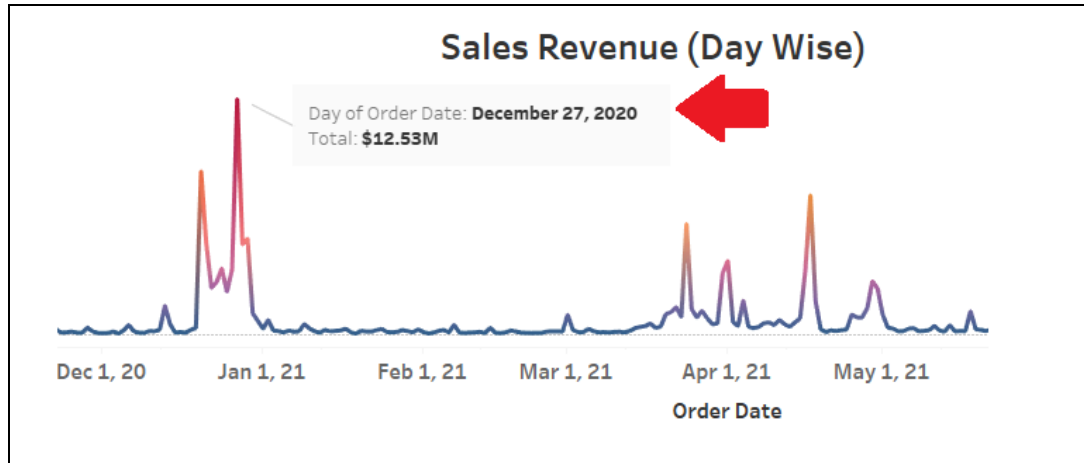 Sales Revenue (Day Wise)
Day of Order Date: December 27, 2020
Total: $12.53M
Dec 1, 20 Jan 1, 21 Feb 1, 21 Mar 1, 21 Apr 1, 21 May 1, 21
Order Date